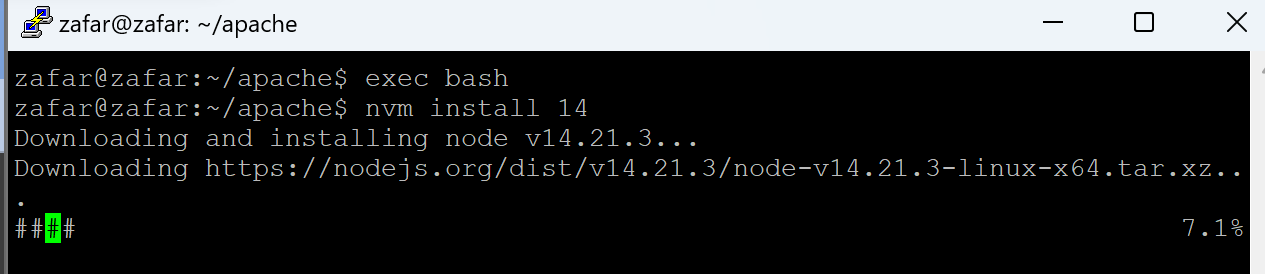 zafar@zafar: ~/apache
zafar@zafar:~/apache$ exec bash
zafar@zafar:~/apache$ nvm install 14
Downloading and installing node v14.21.3...
Downloading https://nodejs.org/dist/v14.21.3/node-v14.21.3-linux-x64.tar.xz..
.
#### 7.1%